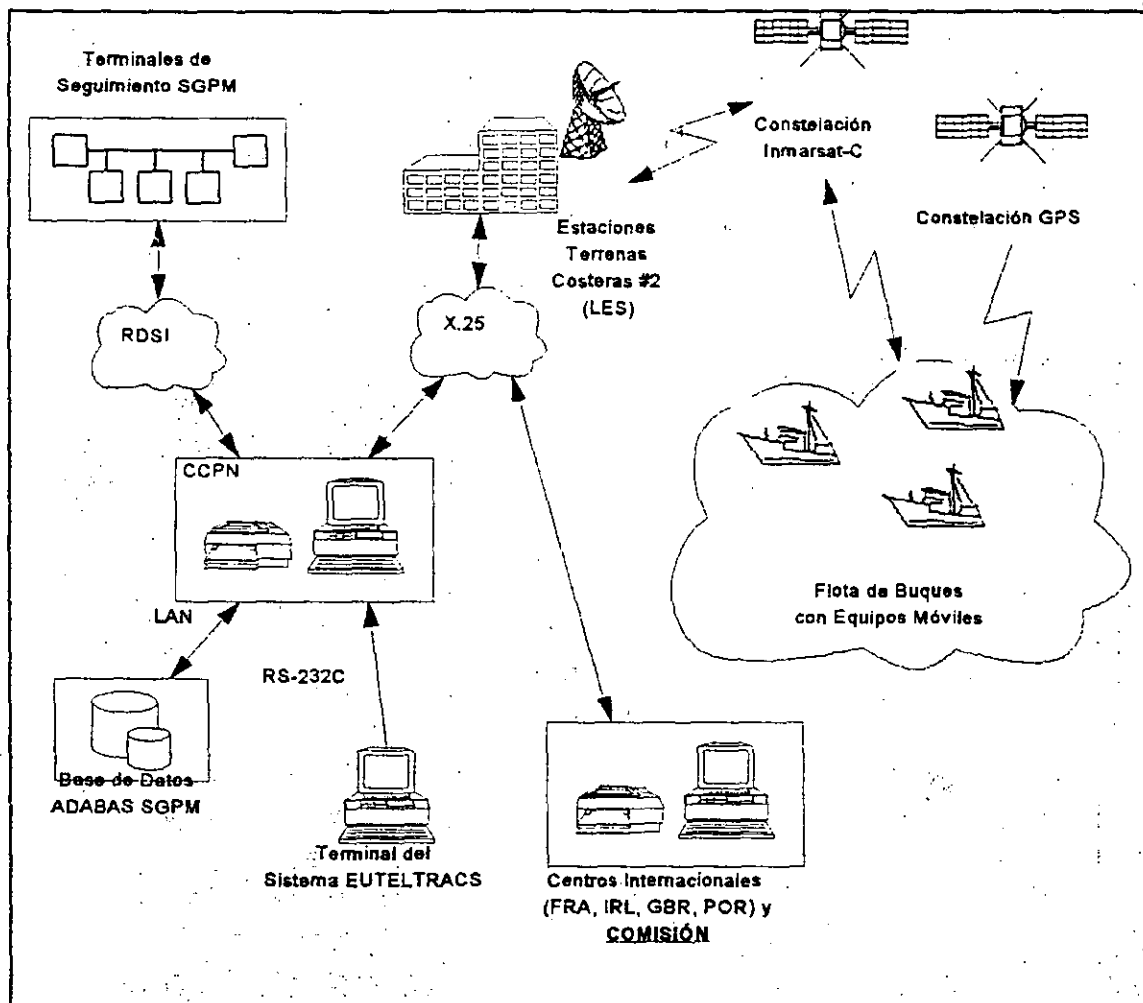 Terminales de
Seguimiento SGPM
Constelación
Inmarsat-C
Constelación GPS
Estaciones
Terrenas
Costeras #2
(LES)
RDSI
X.25
CCPN
LAN
RS-232C
Flota de Buques
con Equipos Móviles
Base de Datos
ADABAS SGPM
Terminal del
Sistema EUTELTRACS
Centros Internacionales
(FRA, IRL, GBR, POR) y
COMISIÓN